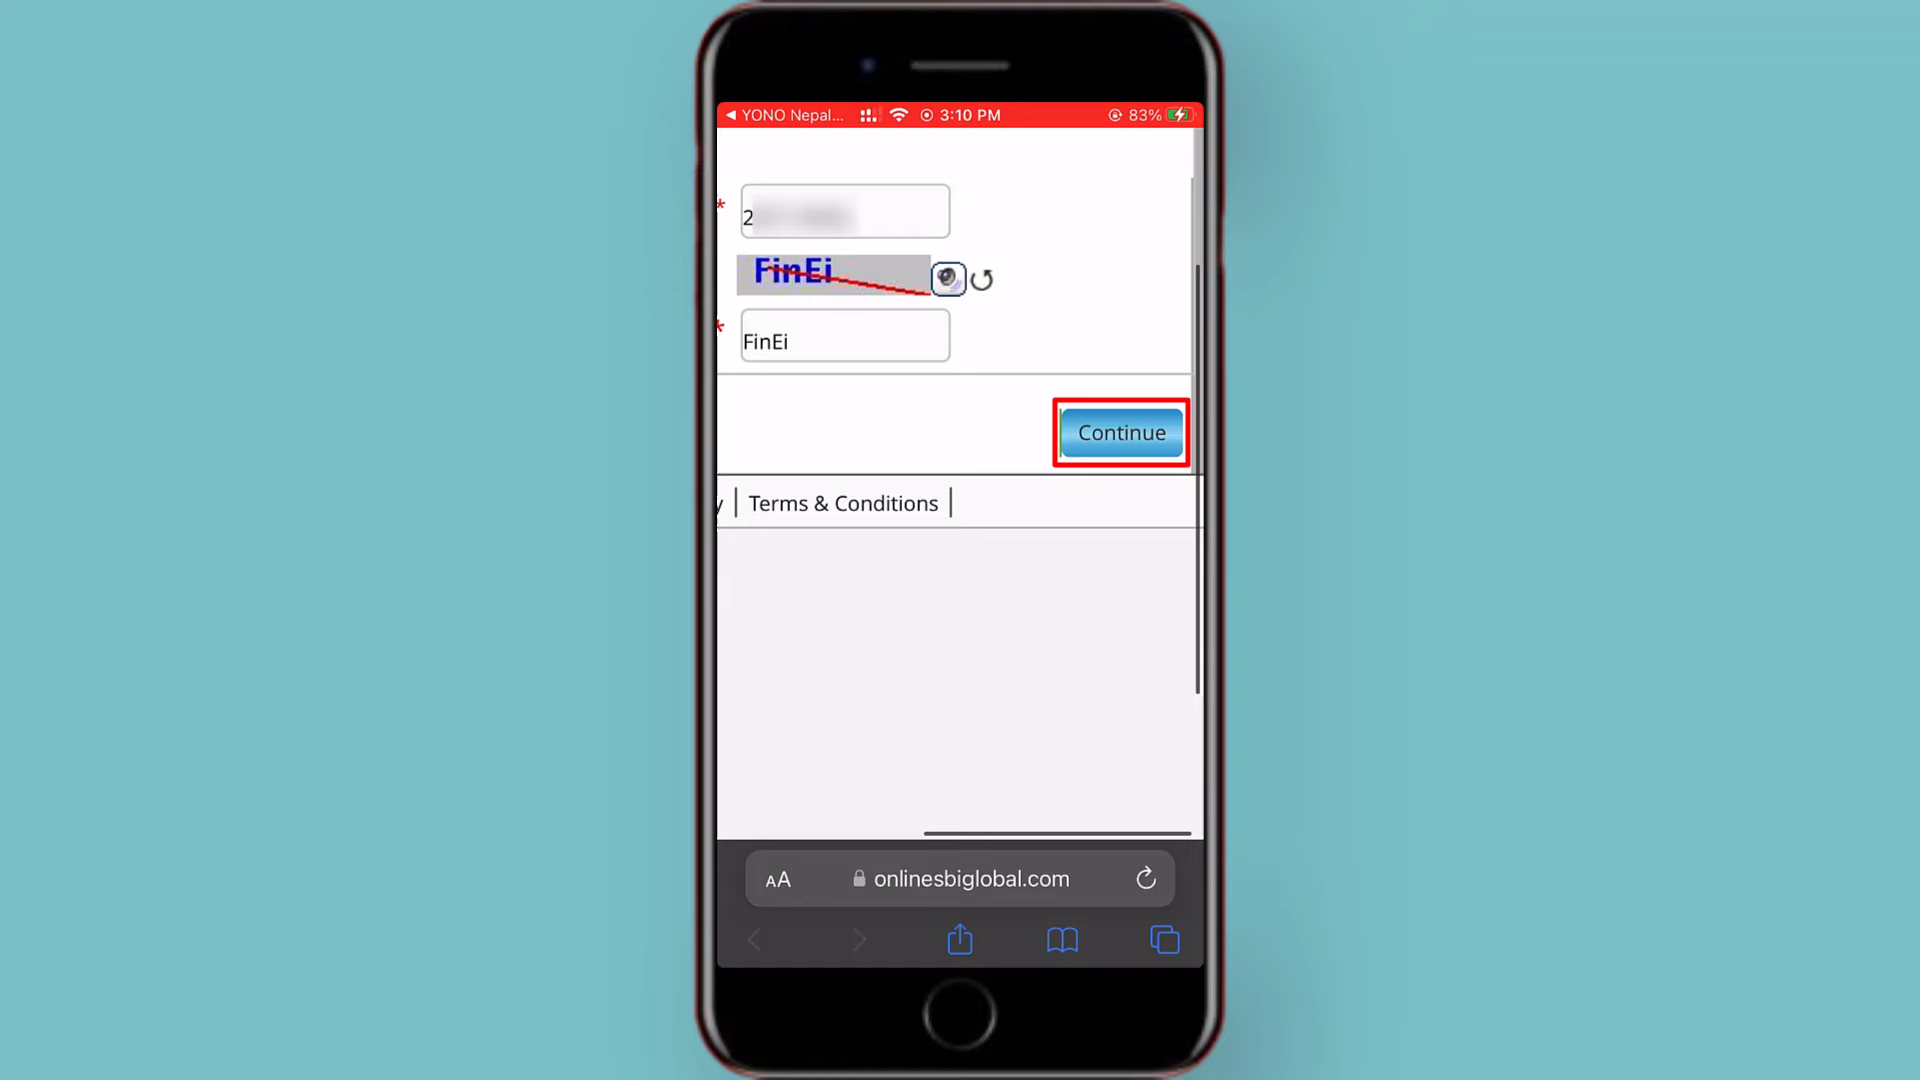 YONO Nepal... 3:10 PM 83%
*
2
FinEi
*
FinEi
Continue
y | Terms & Conditions |
AA onlinesbiglobal.com